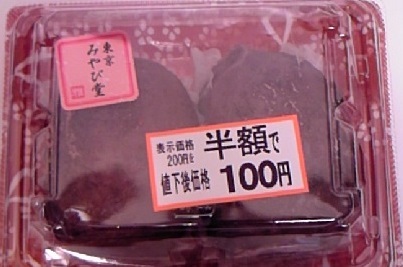 東京
みやび堂
表示価格
200円を
半額で
値下後価格
100円